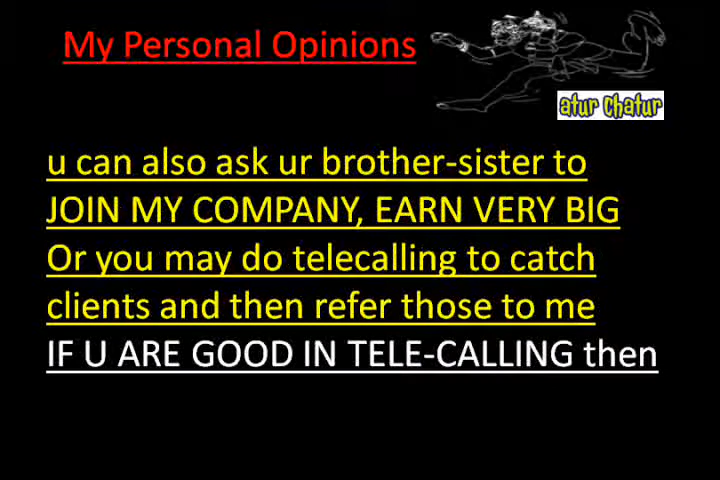 My Personal Opinions
atur chatur
u can also ask ur brother-sister to
JOIN MY COMPANY, EARN VERY BIG
Or you may do telecalling to catch
clients and then refer those to me
IF U ARE GOOD IN TELE-CALLING then